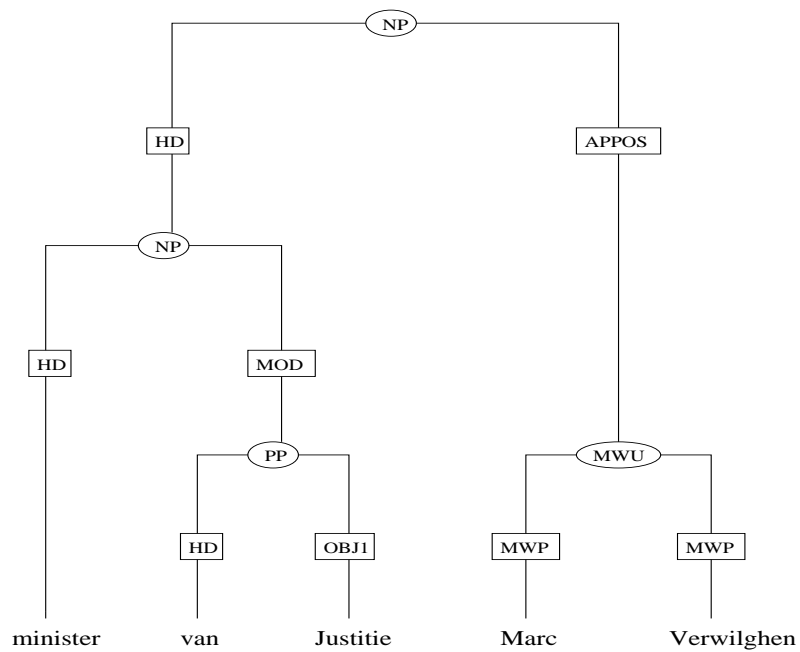 NP
HD APPOS
NP
HD MOD
PP MWU
HD OBJ1 MWP MWP
minister van Justitie Marc Verwilghen